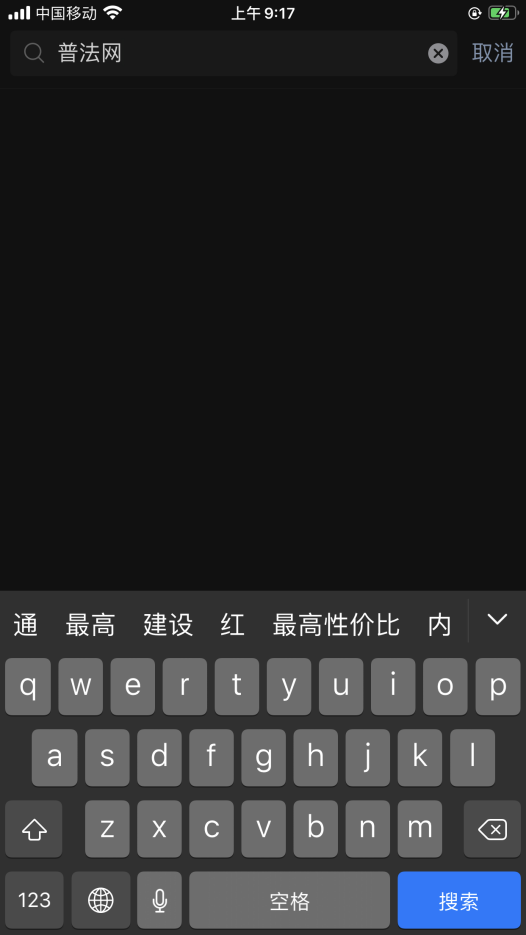 中国移动 上午 9:17
普法网 取消
通 最高 建设 红 最高性价比 内
q w e r t y u i o p
a s d f g h j k l
z x c v b n m
123 空格 搜索